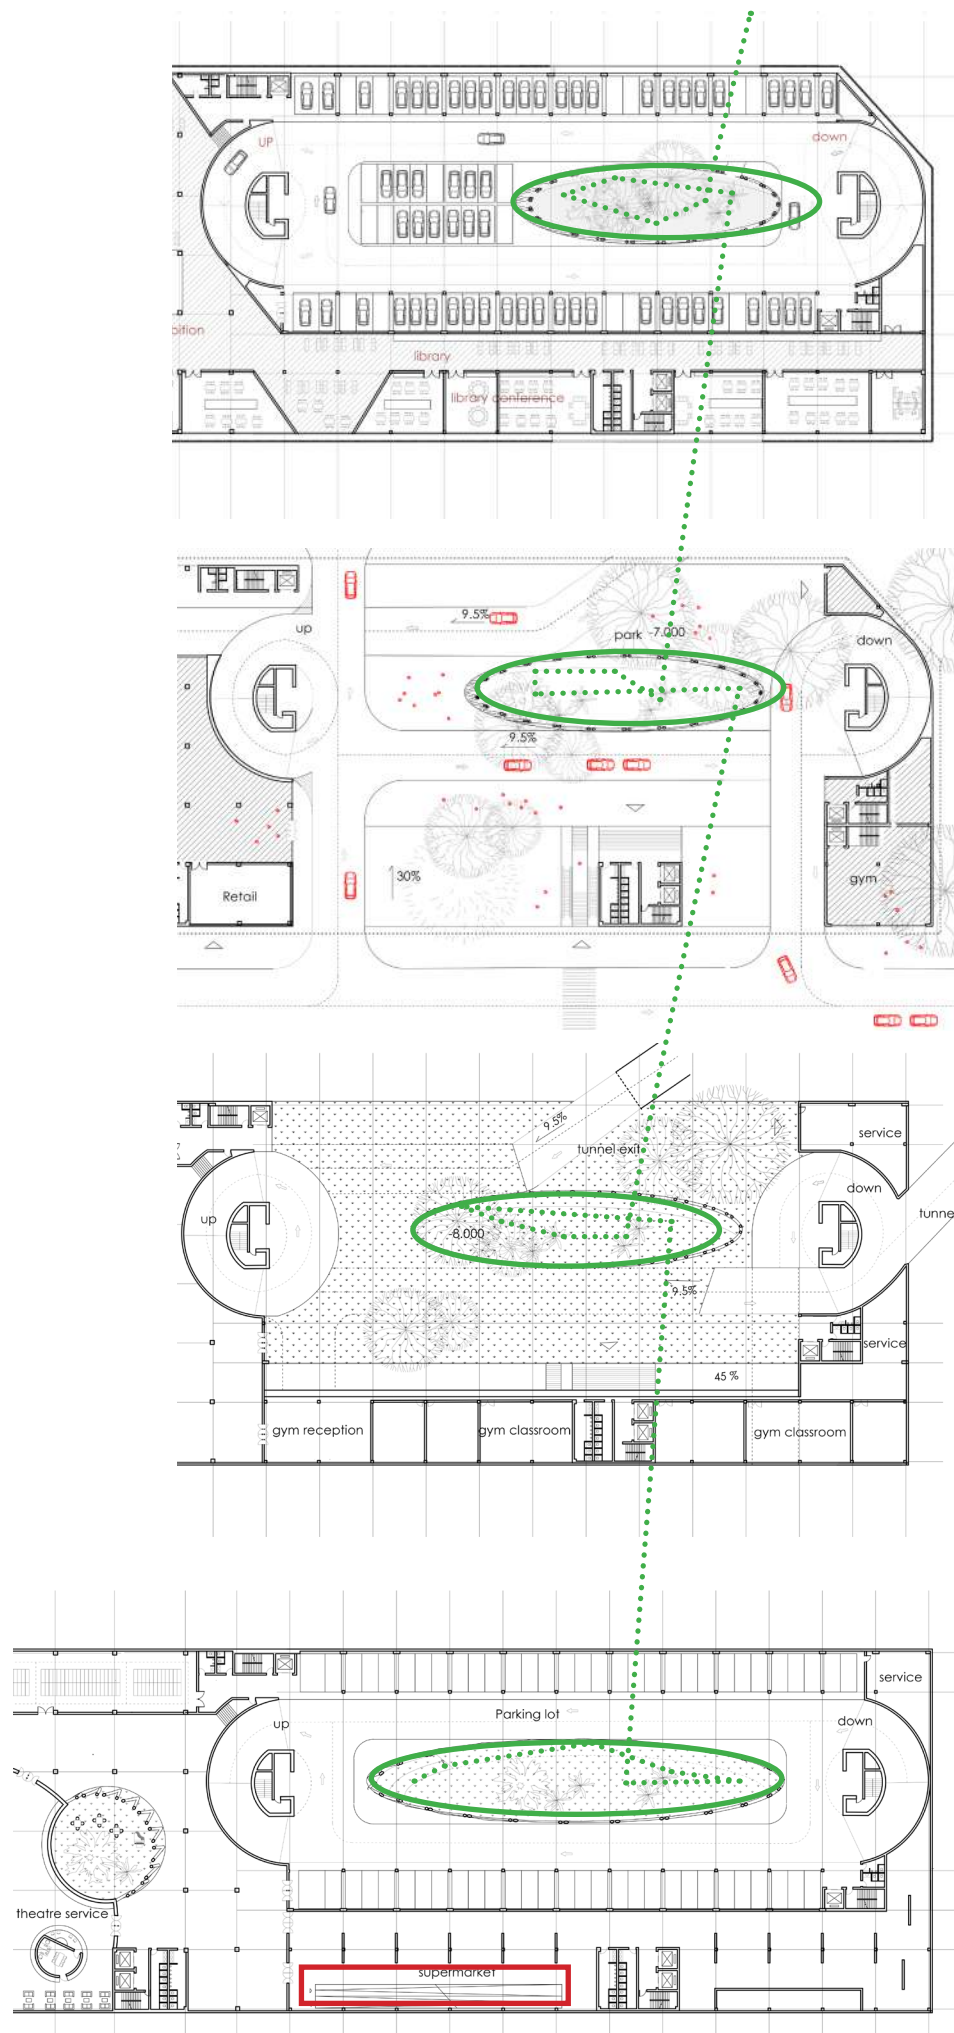 UP
down
bition
library
library conference
9.5%
up
park -7.000
down
9.5%
30%
Retail
gym
9.5%
tunnel exit
service
down
up
tunne
-8.000
9.5%
service
45 %
gym reception
gym classroom
gym classroom
service
Parking lot
up
down
theatre service
supermarket